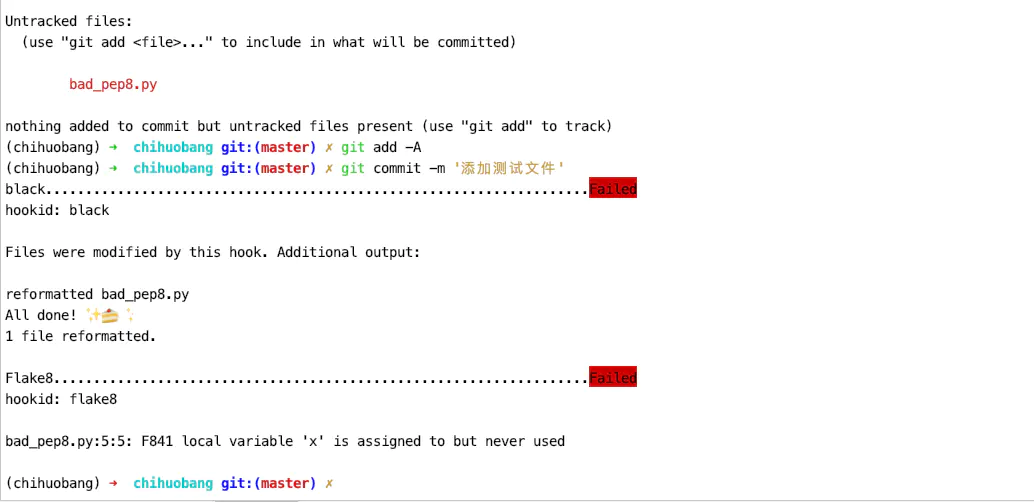 Untracked files:
(use "git add <file>..." to include in what will be committed)
bad_pep8.py
nothing added to commit but untracked files present (use "git add" to track)
(chihuobang) ➜ chihuobang git:(master) ✗ git add -A
(chihuobang) ➜ chihuobang git:(master) ✗ git commit -m '添加测试文件'
black...................................................................Failed
hookid: black
Files were modified by this hook. Additional output:
reformatted bad_pep8.py
All done! ✨🍰✨
1 file reformatted.
Flake8..................................................................Failed
hookid: flake8
bad_pep8.py:5:5: F841 local variable 'x' is assigned to but never used
(chihuobang) ➜ chihuobang git:(master) ✗